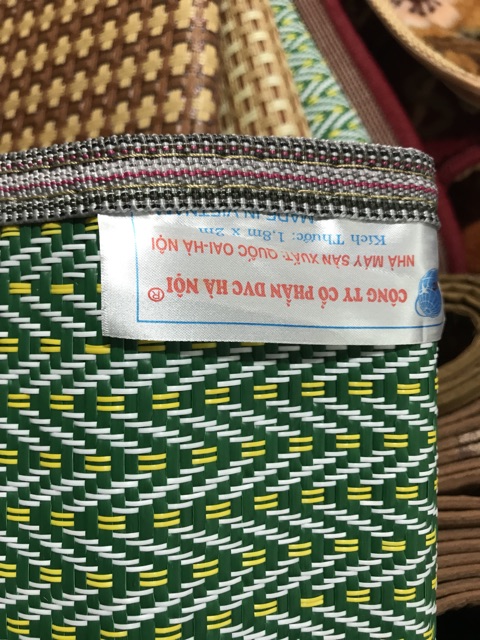 CÔNG TY CỔ PHẦN DVC HÀ NỘI ®
NHÀ MÁY SẢN XUẤT: QUỐC OAI-HÀ NỘI
Kích Thước: 1,8m x 2m
MADE IN VIETNAM